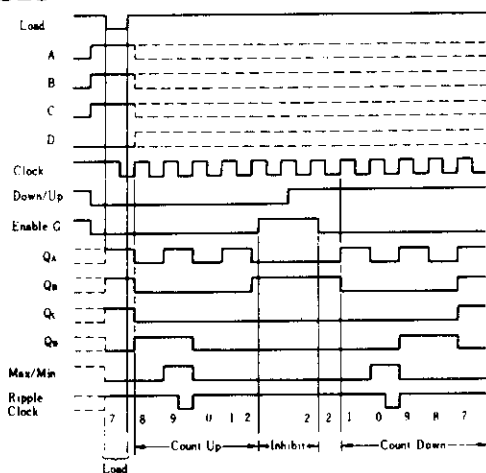 Load
A
B
C
D
Clock
Down/Up
Enable G
QA
QB
QC
QD
Max/Min
Ripple
Clock
7 8 9 0 1 2 2 2 1 0 9 8 7
Count Up Inhibit Count Down
Load